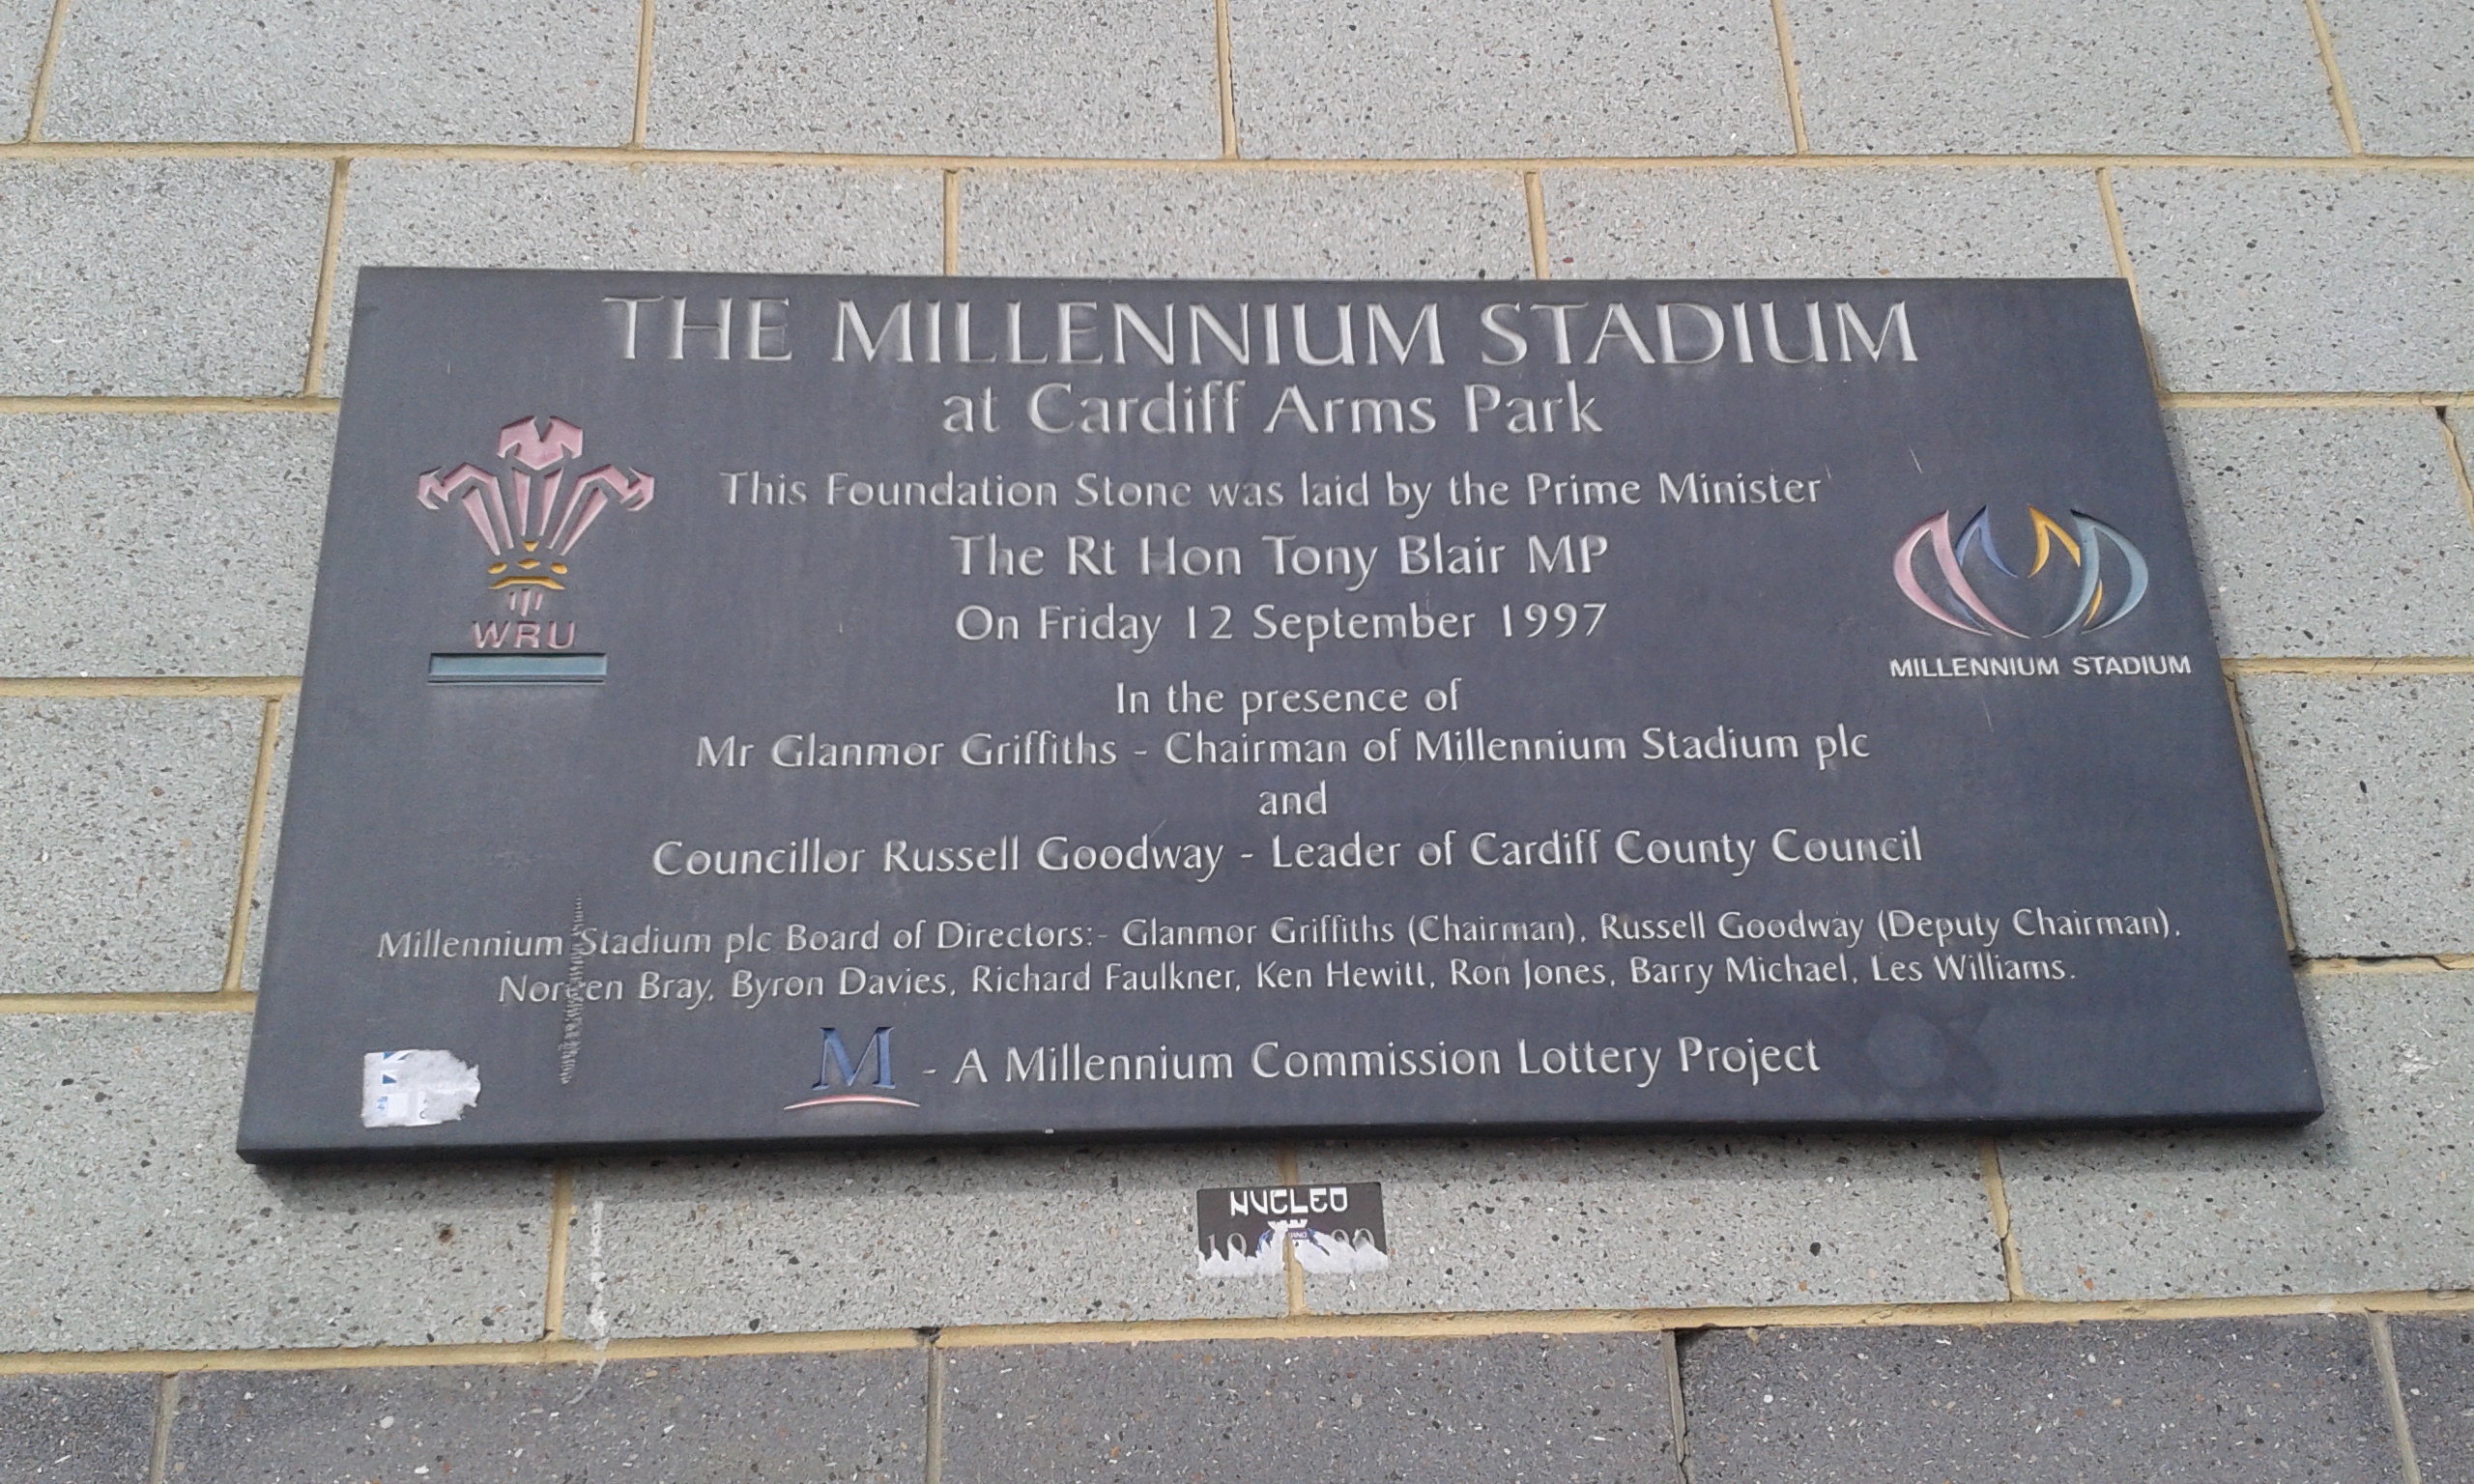 THE MILLENNIUM STADIUM
at Cardiff Arms Park
This Foundation Stone was laid by the Prime Minister
The Rt Hon Tony Blair MP
On Friday 12 September 1997
WRU
MILLENNIUM STADIUM
In the presence of
Mr Glanmor Griffiths - Chairman of Millennium Stadium plc
and
Councillor Russell Goodway - Leader of Cardiff County Council
Millennium Stadium plc Board of Directors:- Glanmor Griffiths (Chairman), Russell Goodway (Deputy Chairman),
Bray, Byron Davies, Richard Faulkner, Ken Hewitt, Ron Jones, Barry Michael, Les Williams.
M - A Millennium Commission Lottery Project
NUCLEO